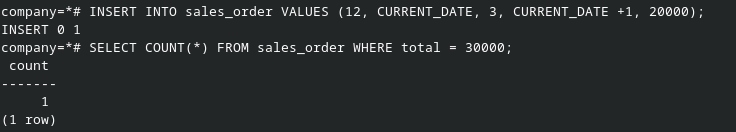 company=*# INSERT INTO sales_order VALUES (12, CURRENT_DATE, 3, CURRENT_DATE +1, 20000);
INSERT 0 1
company=*# SELECT COUNT(*) FROM sales_order WHERE total = 30000;
 count
-------
     1
(1 row)